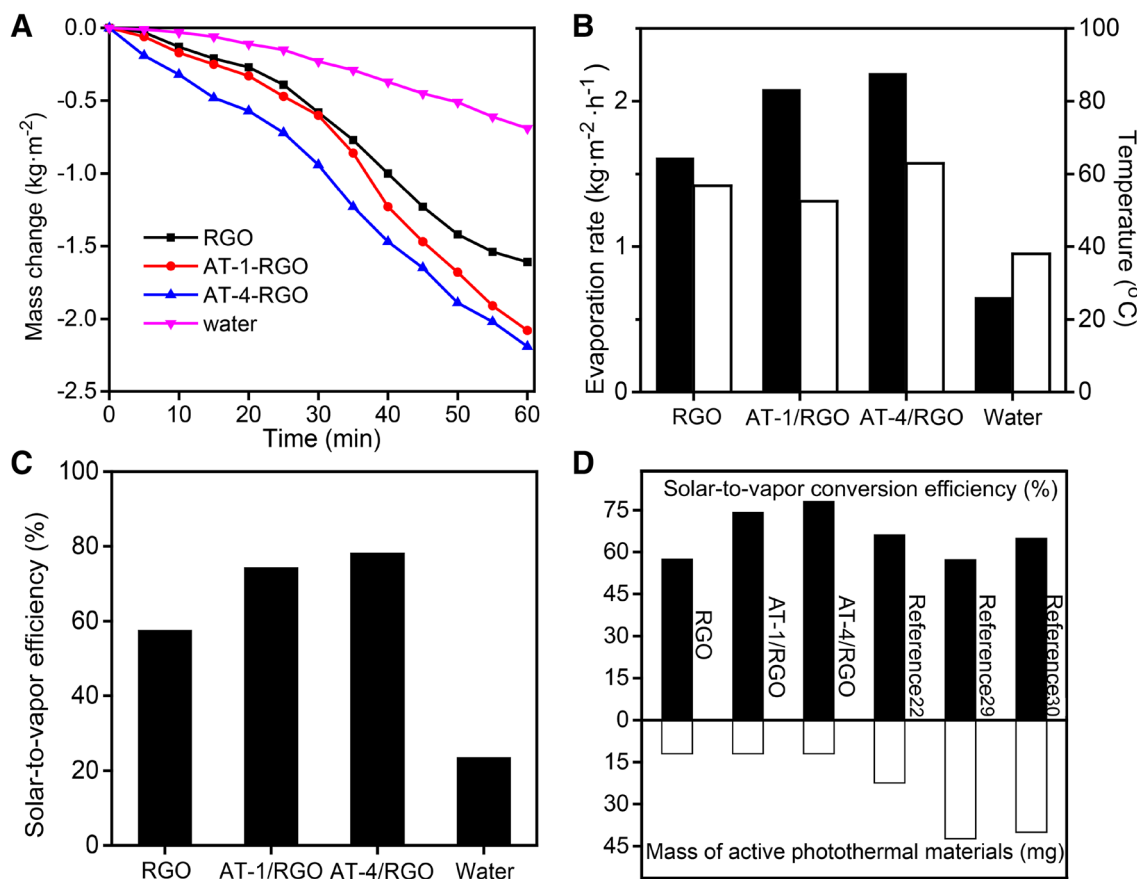 A
0.0
-0.5
-1.0
-1.5
-2.0
-2.5
Mass change (kg·m⁻²)
RGO
AT-1-RGO
AT-4-RGO
water
0 10 20 30 40 50 60
Time (min)
B
2
1
0
Evaporation rate (kg·m⁻²·h⁻¹)
100
80
60
40
20
0
Temperature (⁰C)
RGO AT-1/RGO AT-4/RGO Water
C
100
80
60
40
20
0
Solar-to-vapor efficiency (%)
RGO AT-1/RGO AT-4/RGO Water
D
Solar-to-vapor conversion efficiency (%)
75
60
45
30
15
0
15
30
45
RGO
AT-1/RGO
AT-4/RGO
Reference22
Reference29
Reference30
Mass of active photothermal materials (mg)